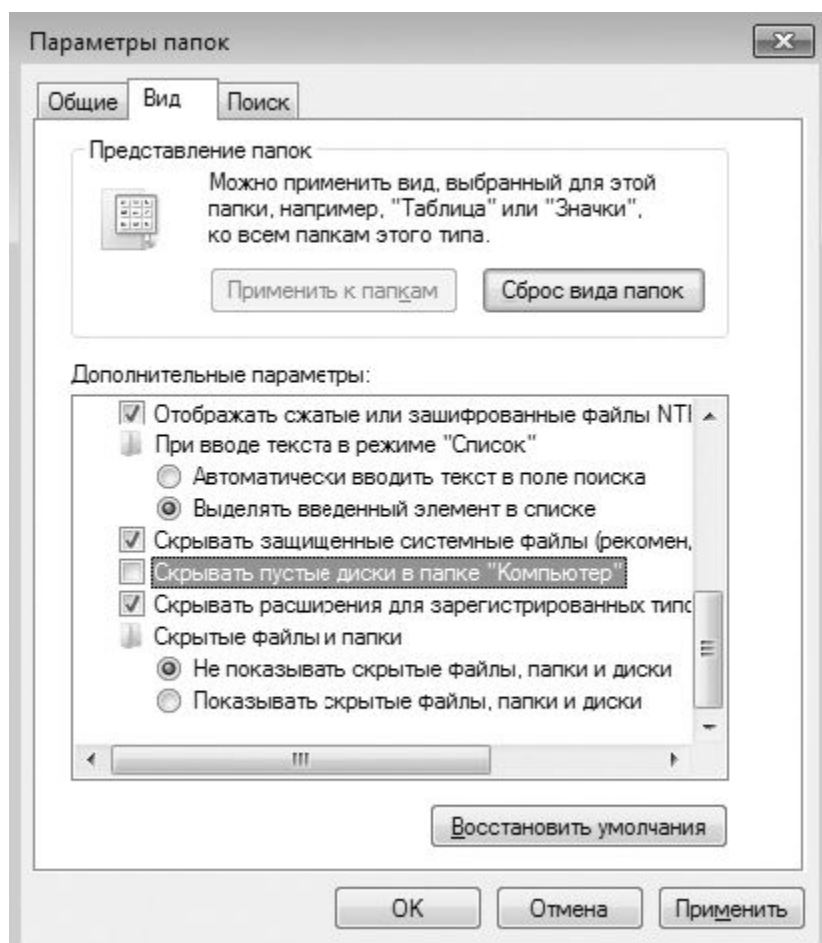 Параметры папок
Общие
Вид
Поиск
Представление папок
Можно применить вид, выбранный для этой
папки, например, "Таблица" или "Значки",
ко всем папкам этого типа.
Применить к папкам
Сброс вида папок
Дополнительные параметры:
Отображать сжатые или зашифрованные файлы NTF
При вводе текста в режиме "Список"
Автоматически вводить текст в поле поиска
Выделять введенный элемент в списке
Скрывать защищенные системные файлы (рекомен,
Скрывать пустые диски в папке "Компьютер"
Скрывать расширения для зарегистрированных типо
Скрытые файлы и папки
Не показывать скрытые файлы, папки и диски
Показывать скрытые файлы, папки и диски
Восстановить умолчания
OK
Отмена
Применить